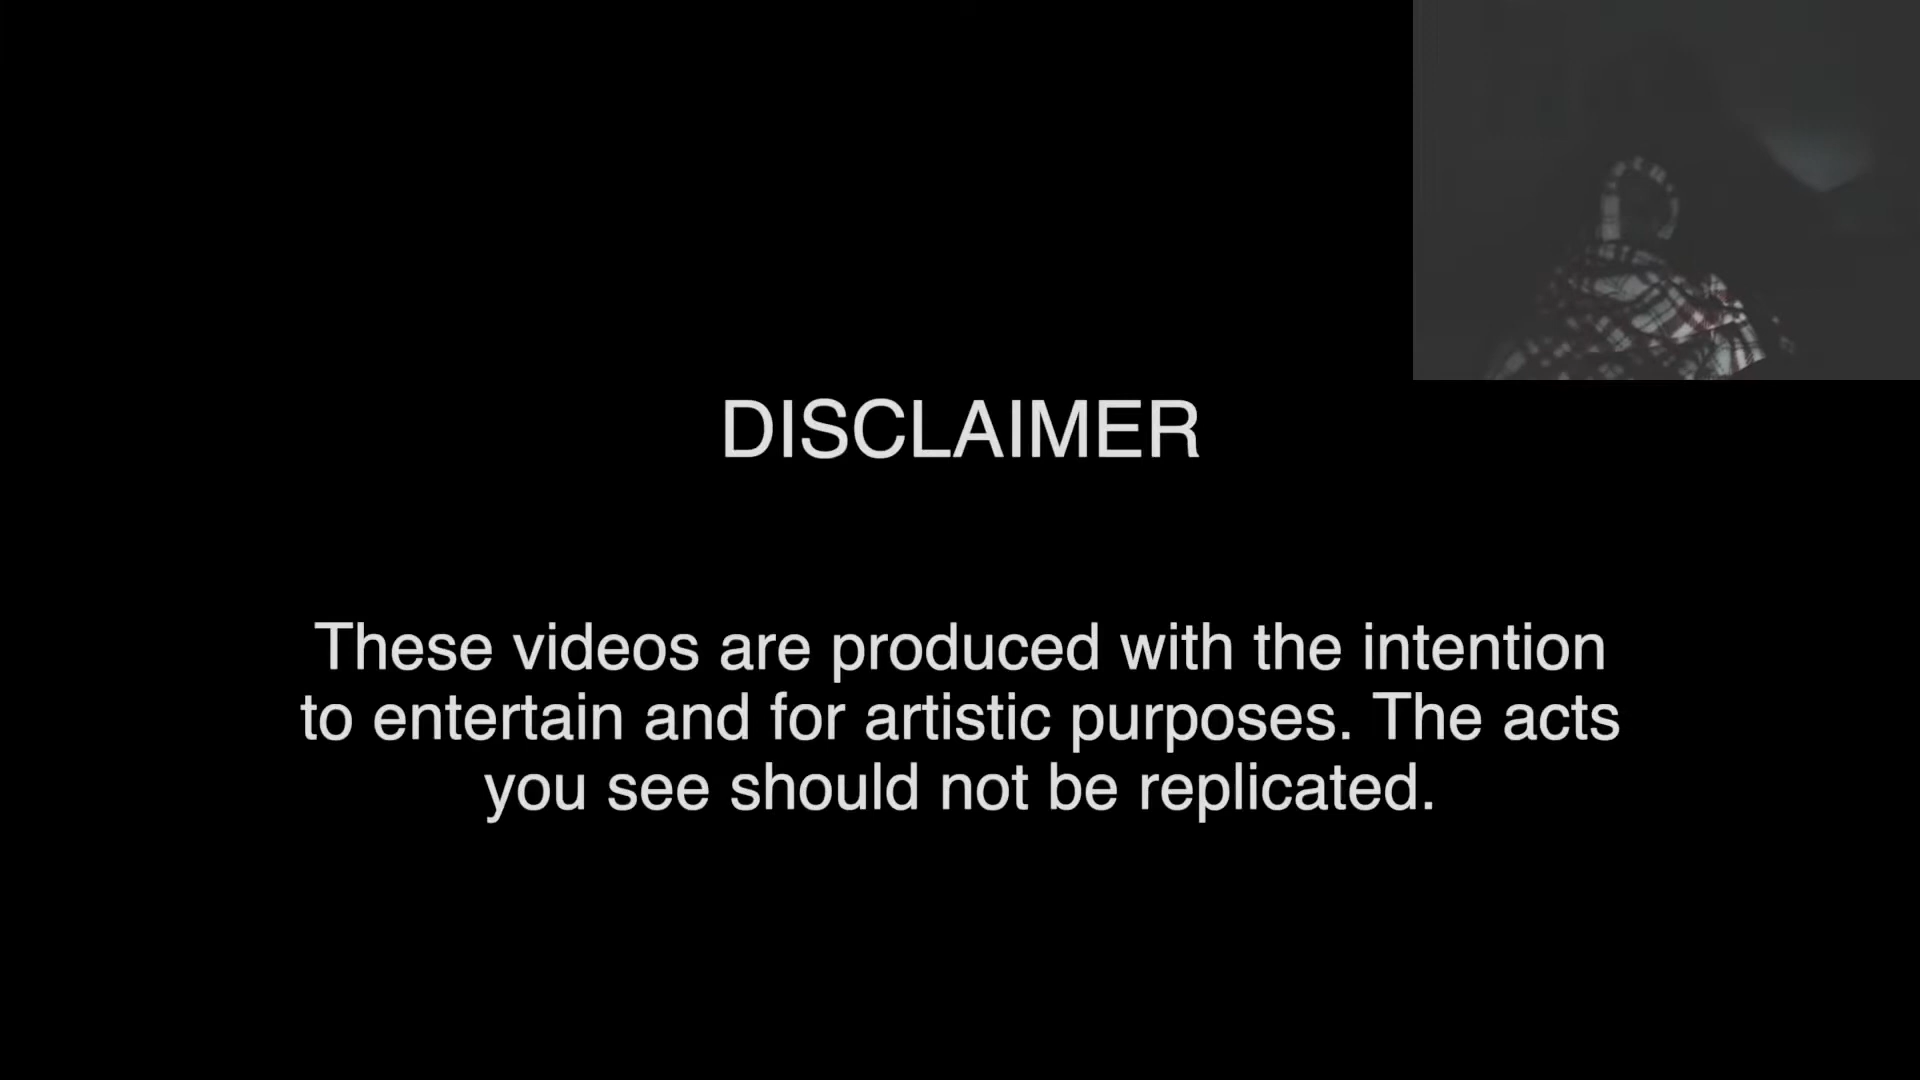 DISCLAIMER
These videos are produced with the intention
to entertain and for artistic purposes. The acts
you see should not be replicated.